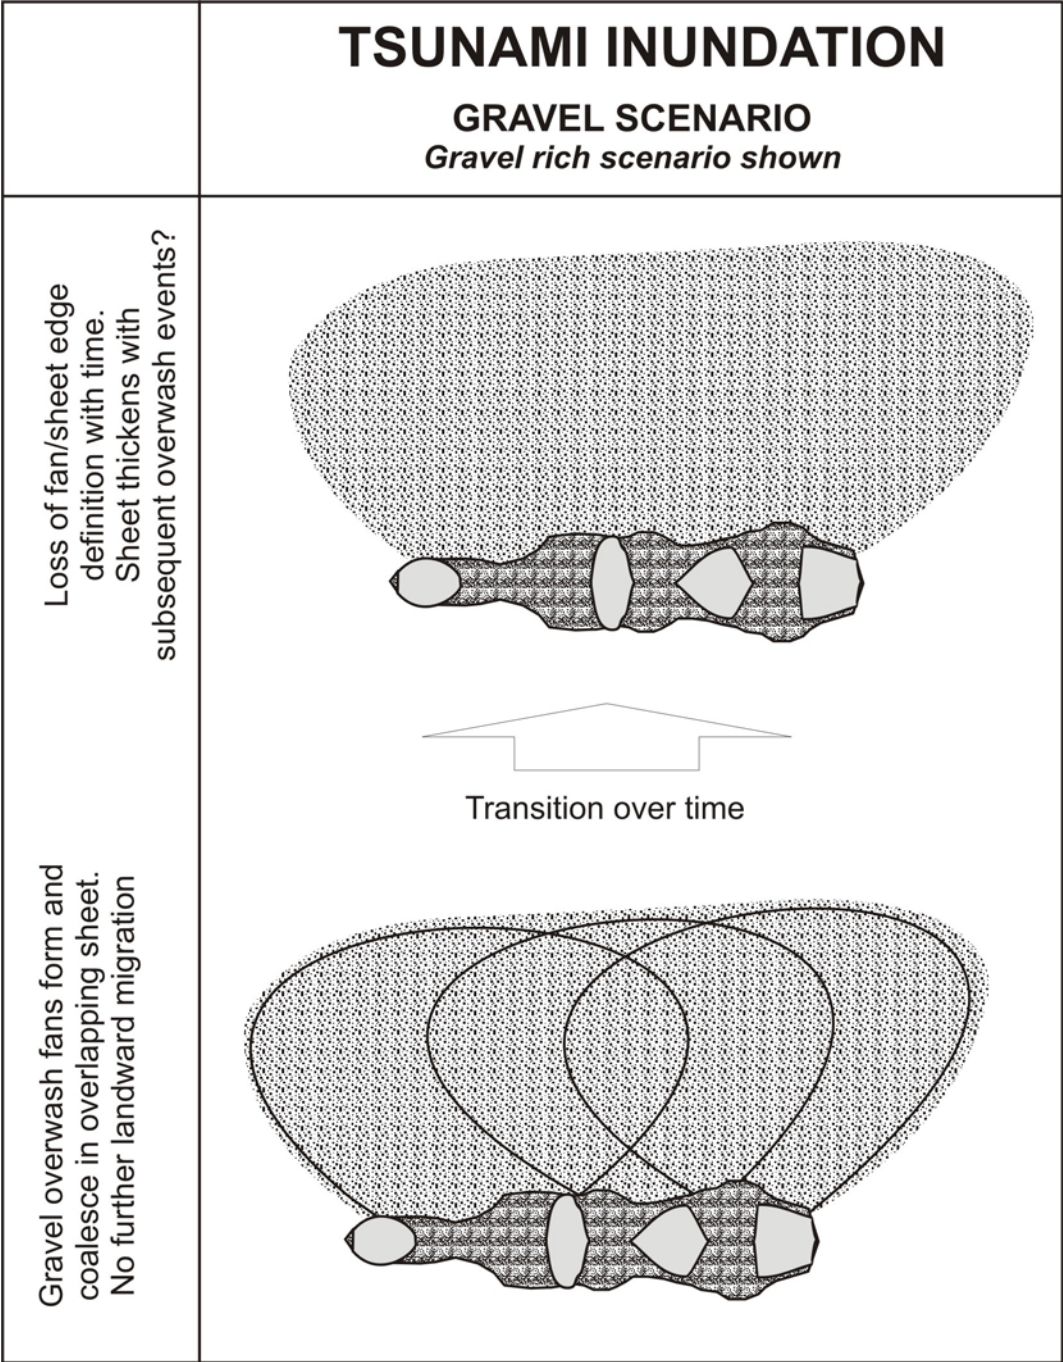 TSUNAMI INUNDATION
GRAVEL SCENARIO
Gravel rich scenario shown
Loss of fan/sheet edge
definition with time.
Sheet thickens with
subsequent overwash events?
Transition over time
Gravel overwash fans form and
coalesce in overlapping sheet.
No further landward migration